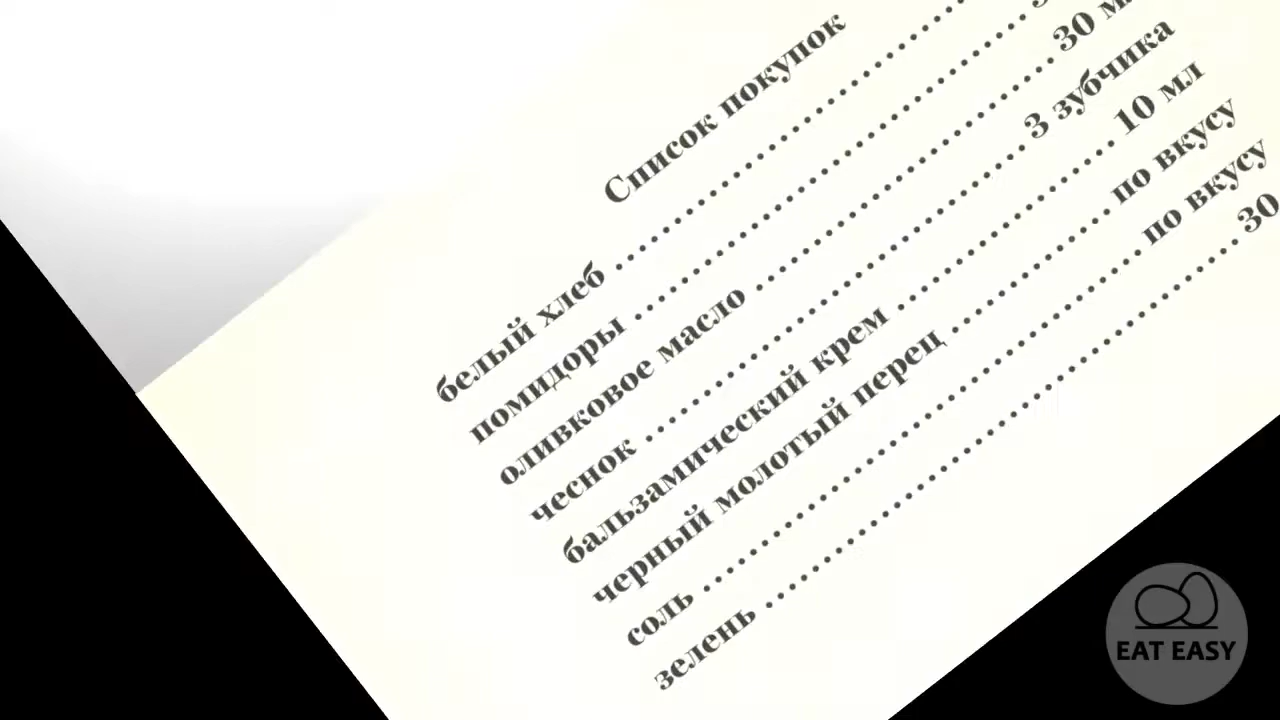 Список покупок
белый хлеб ........................................
помидоры ........................................
оливковое масло ........................................ 30
чеснок ........................................ 3 зубчика
бальзамический крем ........................................ 10 мл
черный молотый перец ........................................ по вкусу
соль ........................................ по вкусу
зелень ........................................ 30
EAT EASY